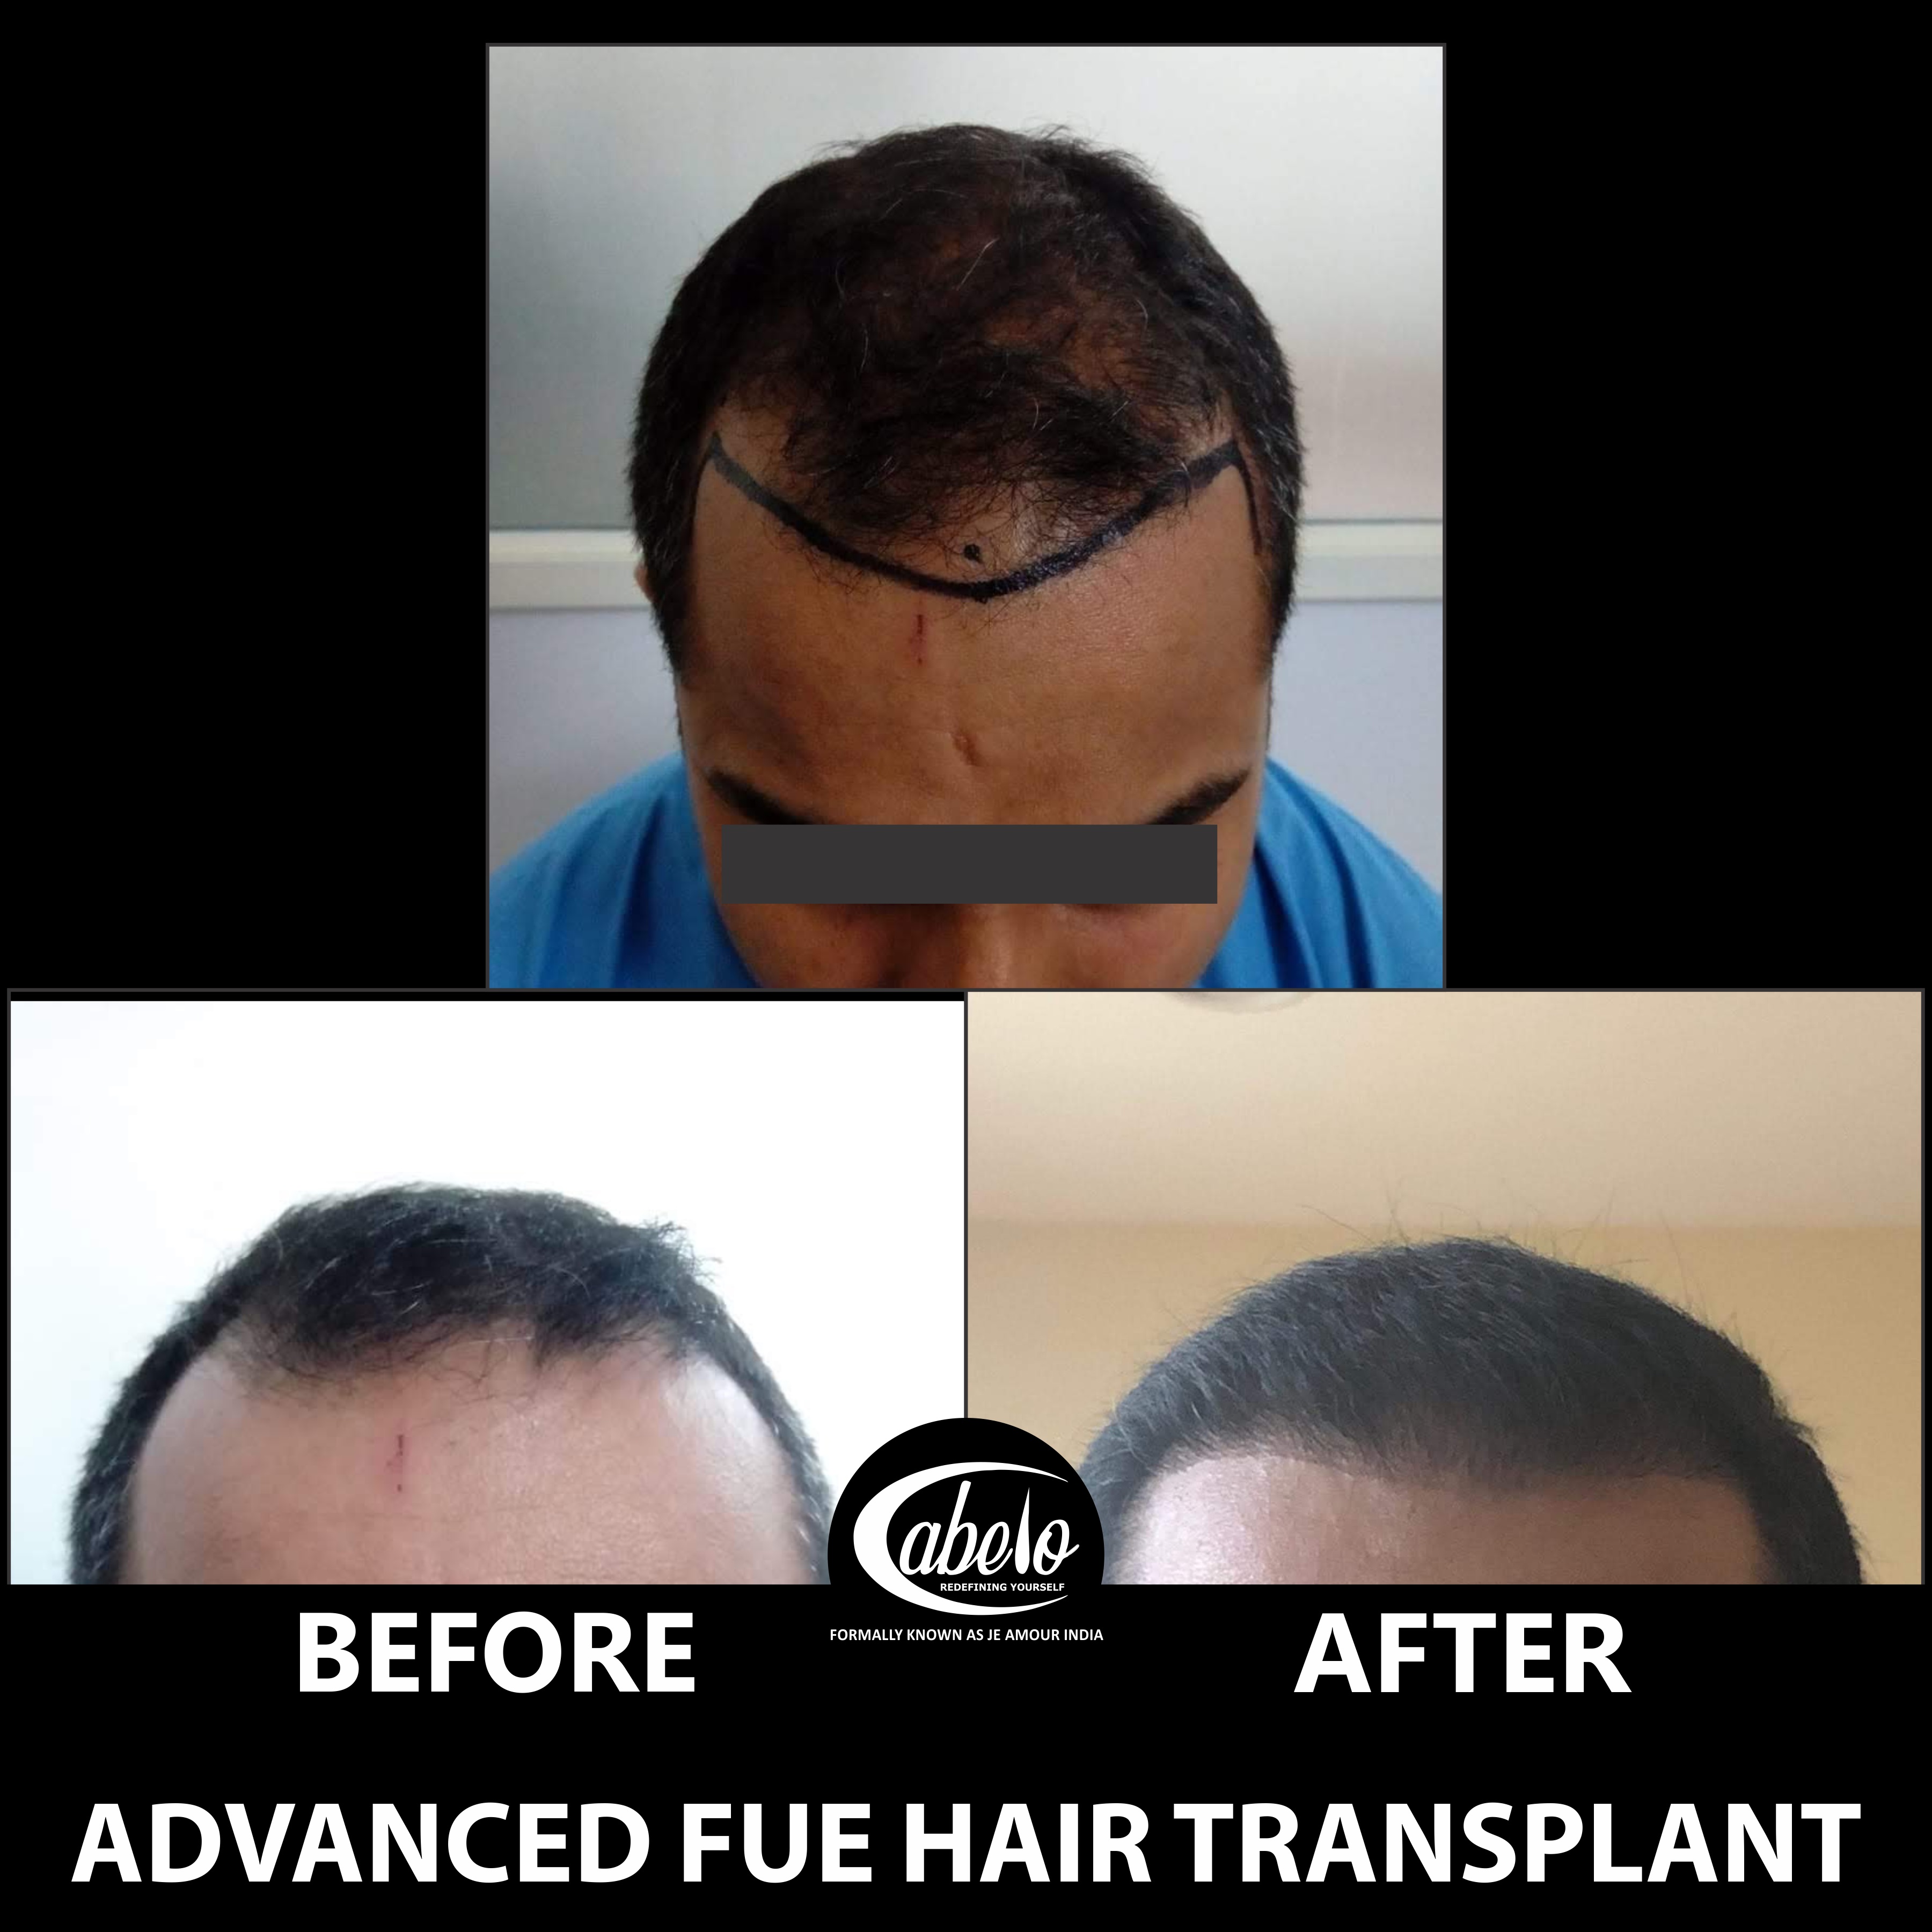 Cabelo
REDEFINING YOURSELF
FORMALLY KNOWN AS JE AMOUR INDIA
BEFORE
AFTER
ADVANCED FUE HAIR TRANSPLANT